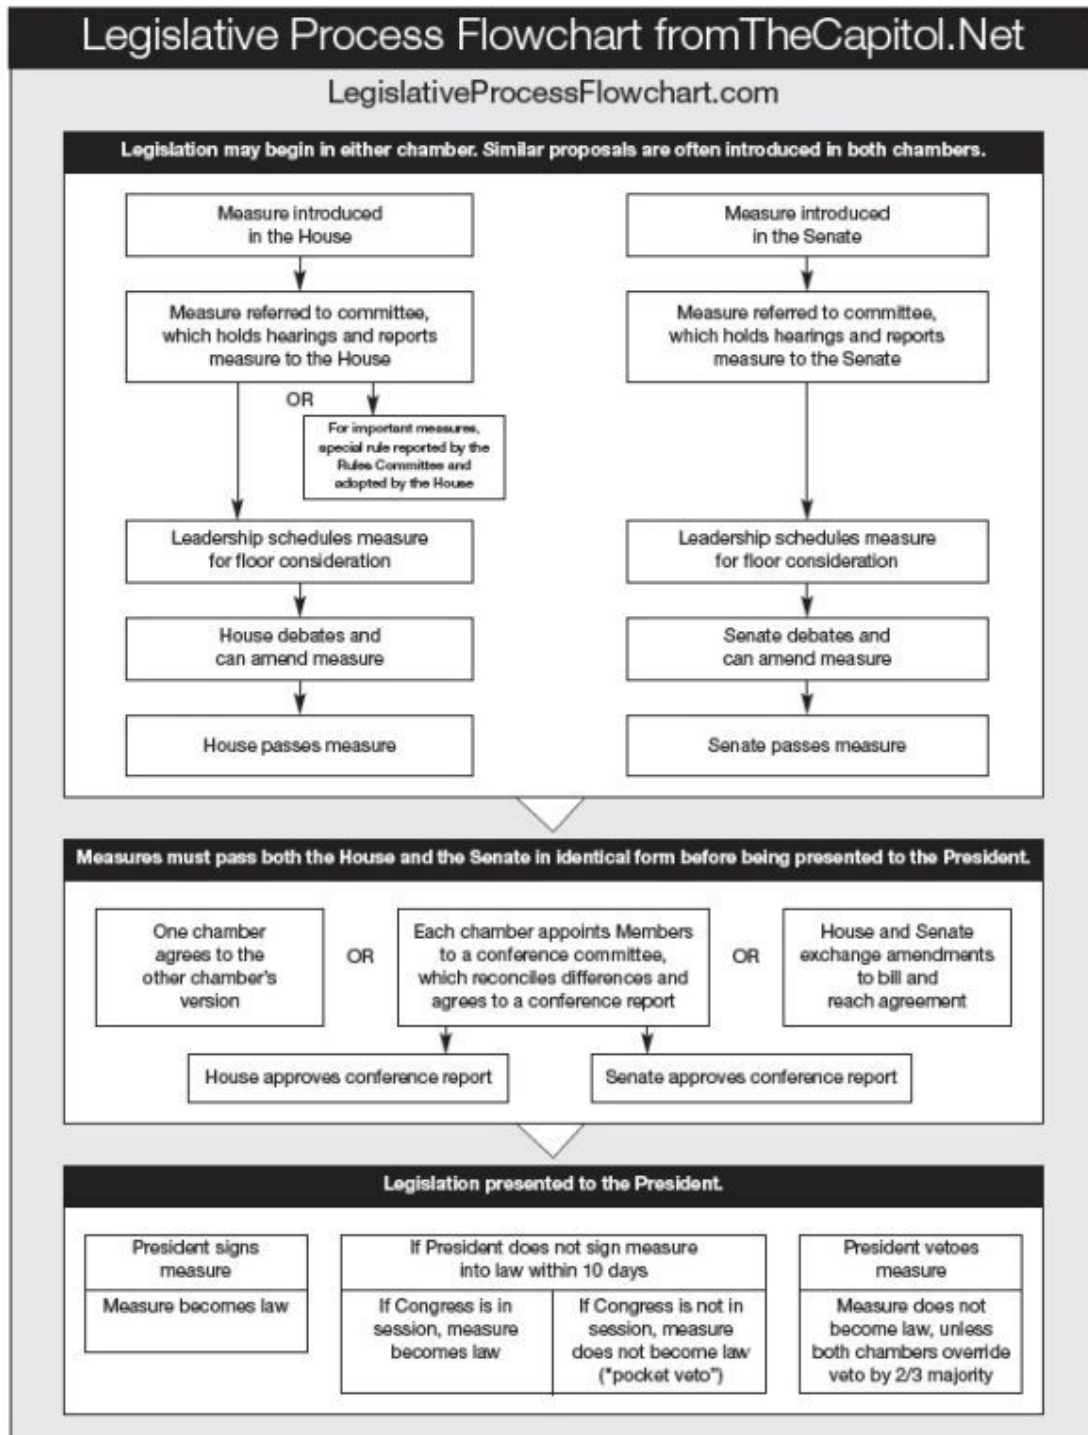 Legislative Process Flowchart fromTheCapitol.Net
LegislativeProcessFlowchart.com
Legislation may begin in either chamber. Similar proposals are often introduced in both chambers.
Measure introduced
in the House
Measure introduced
in the Senate
Measure referred to committee,
which holds hearings and reports
measure to the House
Measure referred to committee,
which holds hearings and reports
measure to the Senate
OR
For important measures,
special rule reported by the
Rules Committee and
adopted by the House
Leadership schedules measure
for floor consideration
Leadership schedules measure
for floor consideration
House debates and
can amend measure
Senate debates and
can amend measure
House passes measure
Senate passes measure
Measures must pass both the House and the Senate in identical form before being presented to the President.
One chamber
agrees to the
other chamber's
version
OR
Each chamber appoints Members
to a conference committee,
which reconciles differences and
agrees to a conference report
OR
House and Senate
exchange amendments
to bill and
reach agreement
House approves conference report
Senate approves conference report
Legislation presented to the President.
President signs
measure
Measure becomes law
If President does not sign measure
into law within 10 days
If Congress is in
session, measure
becomes law
If Congress is not in
session, measure
does not become law
("pocket veto")
President vetoes
measure
Measure does not
become law, unless
both chambers override
veto by 2/3 majority